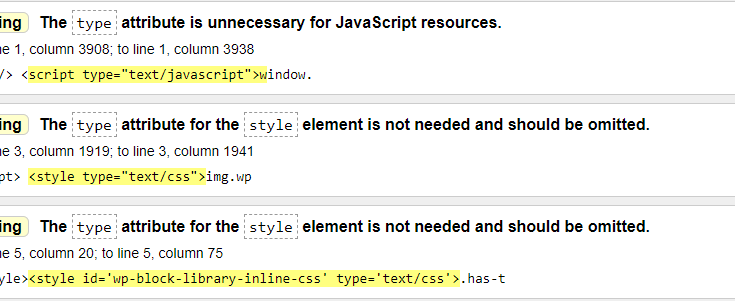 ing The type attribute is unnecessary for JavaScript resources.
ne 1, column 3908; to line 1, column 3938
/> <script type="text/javascript">window.
ing The type attribute for the style element is not needed and should be omitted.
ne 3, column 1919; to line 3, column 1941
pt> <style type="text/css">img.wp
ing The type attribute for the style element is not needed and should be omitted.
ne 5, column 20; to line 5, column 75
yle><style id='wp-block-library-inline-css' type='text/css'>.has-t